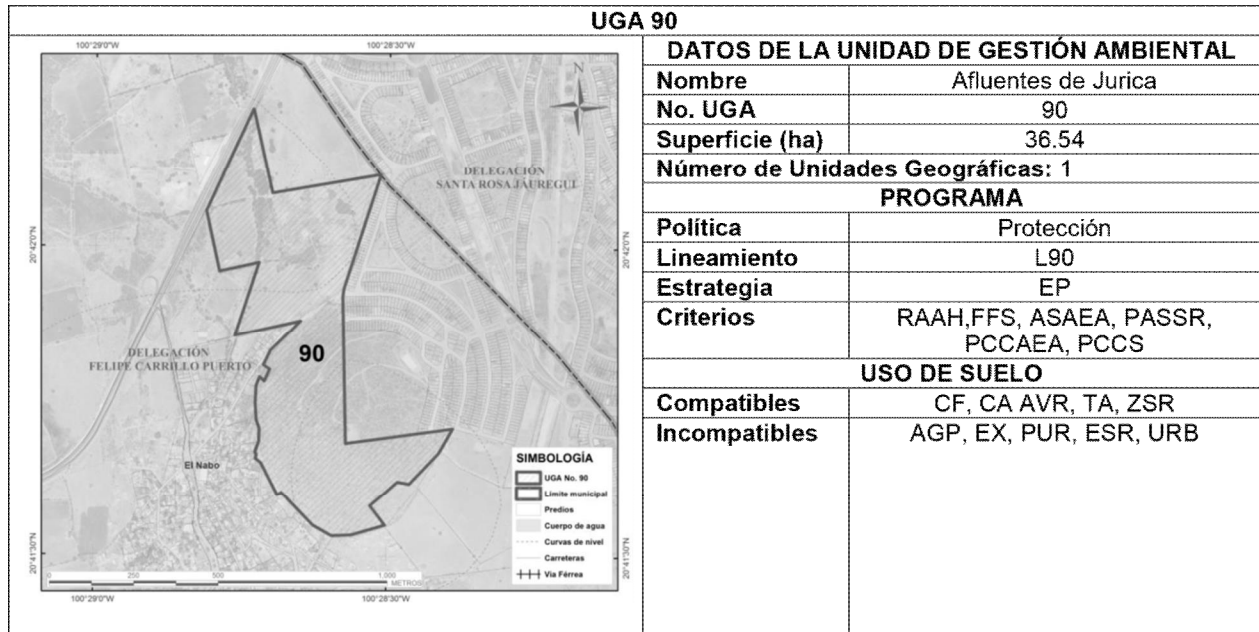 UGA 90
100°29'0"W
100°28'30"W
N
DELEGACIÓN
SANTA ROSA JÁUREGUI
20°42'0"N
20°42'0"N
DELEGACIÓN
FELIPE CARRILLO PUERTO
90
El Nabo
SIMBOLOGÍA
UGA No. 90
Límite municipal
Predios
Cuerpo de agua
Curvas de nivel
Carreteras
Vía Férrea
20°41'30"N
20°41'30"N
0 250 500 1,000
METROS
100°29'0"W
100°28'30"W
DATOS DE LA UNIDAD DE GESTIÓN AMBIENTAL
Nombre Afluentes de Jurica
No. UGA 90
Superficie (ha) 36.54
Número de Unidades Geográficas: 1
PROGRAMA
Política Protección
Lineamiento L90
Estrategia EP
Criterios RAAH,FFS, ASAEA, PASSR,
PCCAEA, PCCS
USO DE SUELO
Compatibles CF, CA AVR, TA, ZSR
Incompatibles AGP, EX, PUR, ESR, URB